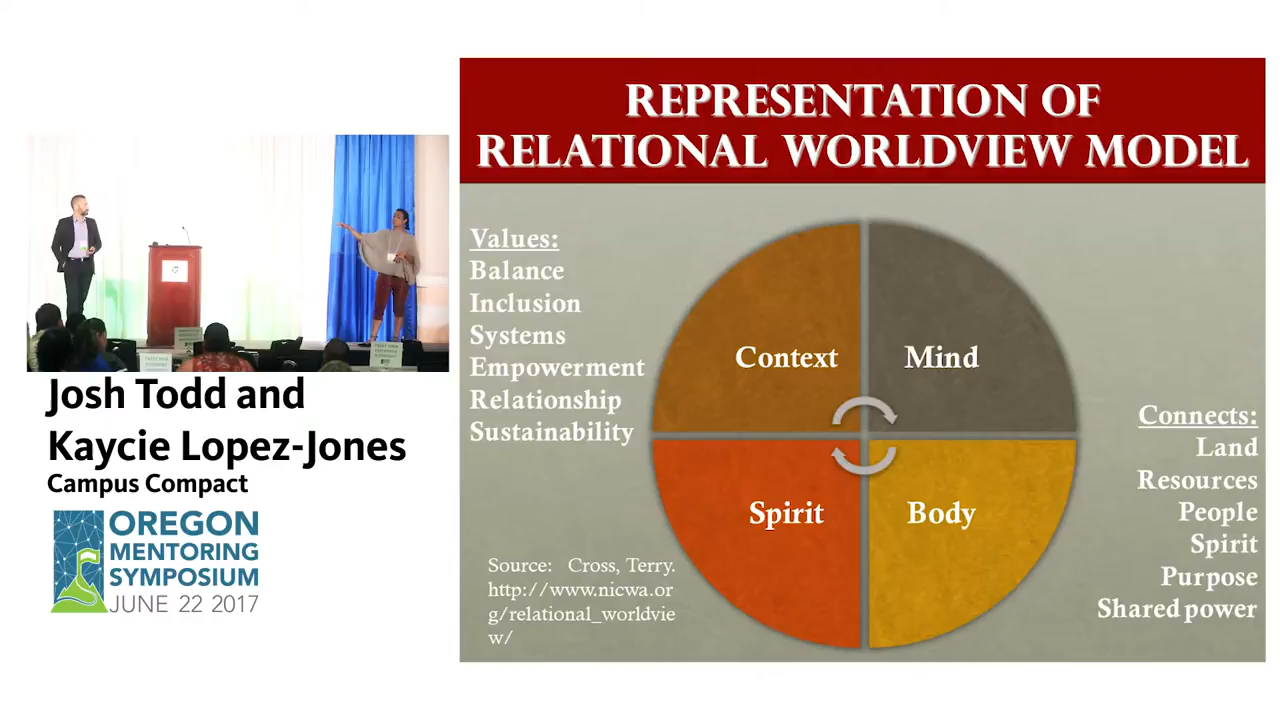 REPRESENTATION OF
RELATIONAL WORLDVIEW MODEL
Values:
Balance
Inclusion
Systems
Empowerment
Relationship
Sustainability
Context
Mind
Spirit
Body
Connects:
Land
Resources
People
Spirit
Purpose
Shared power
Source: Cross, Terry.
http://www.nicwa.or
g/relational_worldvie
w/
Josh Todd and
Kaycie Lopez-Jones
Campus Compact
OREGON
MENTORING
SYMPOSIUM
JUNE 22 2017